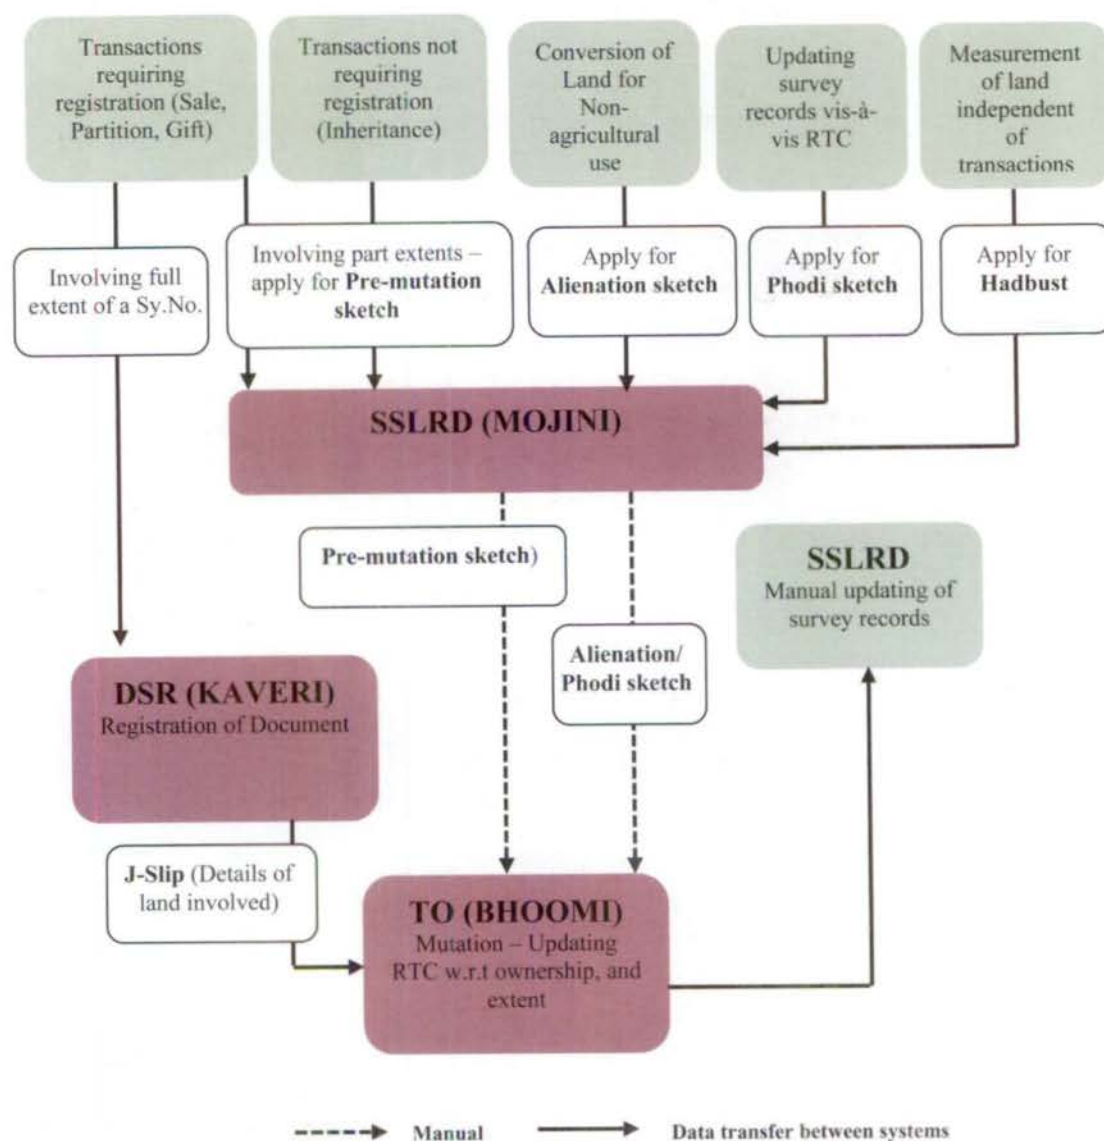 Transactions
requiring
registration (Sale,
Partition, Gift)
Transactions not
requiring
registration
(Inheritance)
Conversion of
Land for
Non-
agricultural
use
Updating
survey
records vis-à-
vis RTC
Measurement
of land
independent
of
transactions
Involving full
extent of a Sy.No.
Involving part extents –
apply for Pre-mutation
sketch
Apply for
Alienation sketch
Apply for
Phodi sketch
Apply for
Hadbust
SSLRD (MOJINI)
Pre-mutation sketch)
Alienation/
Phodi sketch
SSLRD
Manual updating of
survey records
DSR (KAVERI)
Registration of Document
J-Slip (Details of
land involved)
TO (BHOOMI)
Mutation – Updating
RTC w.r.t ownership, and
extent
Manual
Data transfer between systems